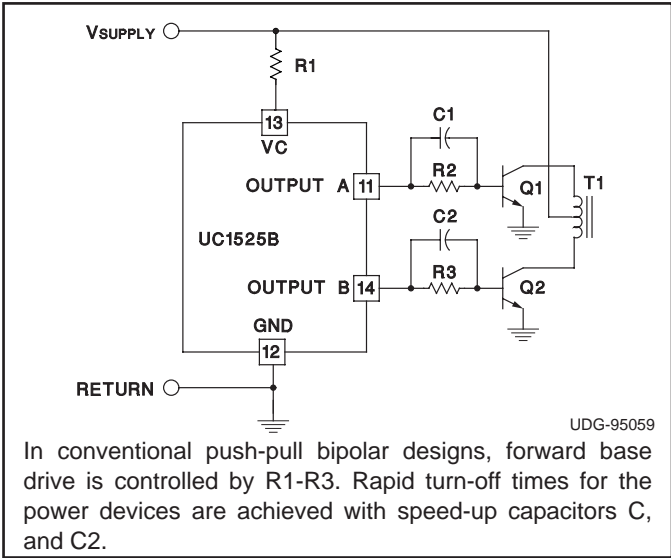 VSUPPLY
R1
13
VC
C1
OUTPUT A 11
R2
Q1
T1
UC1525B
C2
OUTPUT B 14
R3
Q2
GND
12
RETURN
UDG-95059
In conventional push-pull bipolar designs, forward base
drive is controlled by R1-R3. Rapid turn-off times for the
power devices are achieved with speed-up capacitors C,
and C2.